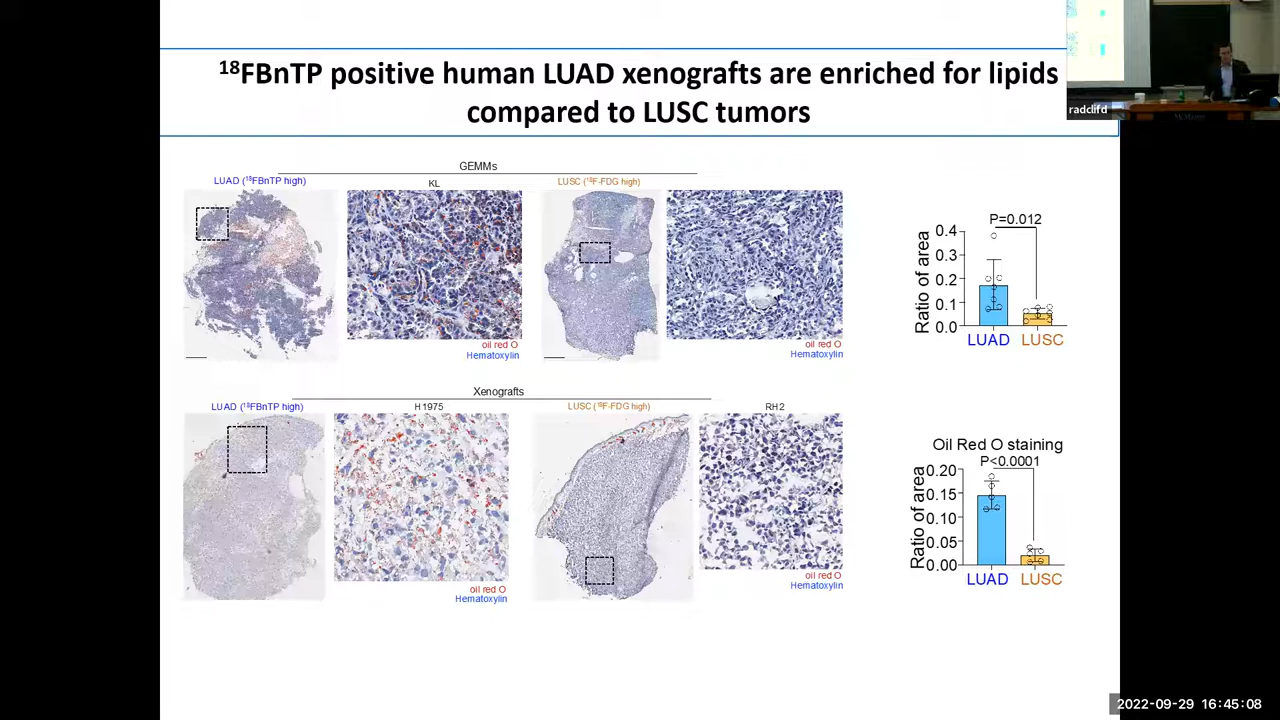 ¹⁸FBnTP positive human LUAD xenografts are enriched for lipids
compared to LUSC tumors
radclifd
GEMMs
LUAD (¹⁸FBnTP high)
KL
LUSC (¹⁸F-FDG high)
oil red O
Hematoxylin
oil red O
Hematoxylin
P=0.012
Ratio of area
0.4
0.3
0.2
0.1
0.0
LUAD LUSC
Xenografts
LUAD (¹⁸FBnTP high)
H1975
LUSC (¹⁸F-FDG high)
RH2
oil red O
Hematoxylin
oil red O
Hematoxylin
Oil Red O staining
P<0.0001
Ratio of area
0.20
0.15
0.10
0.05
0.00
LUAD LUSC
2022-09-29 16:45:08